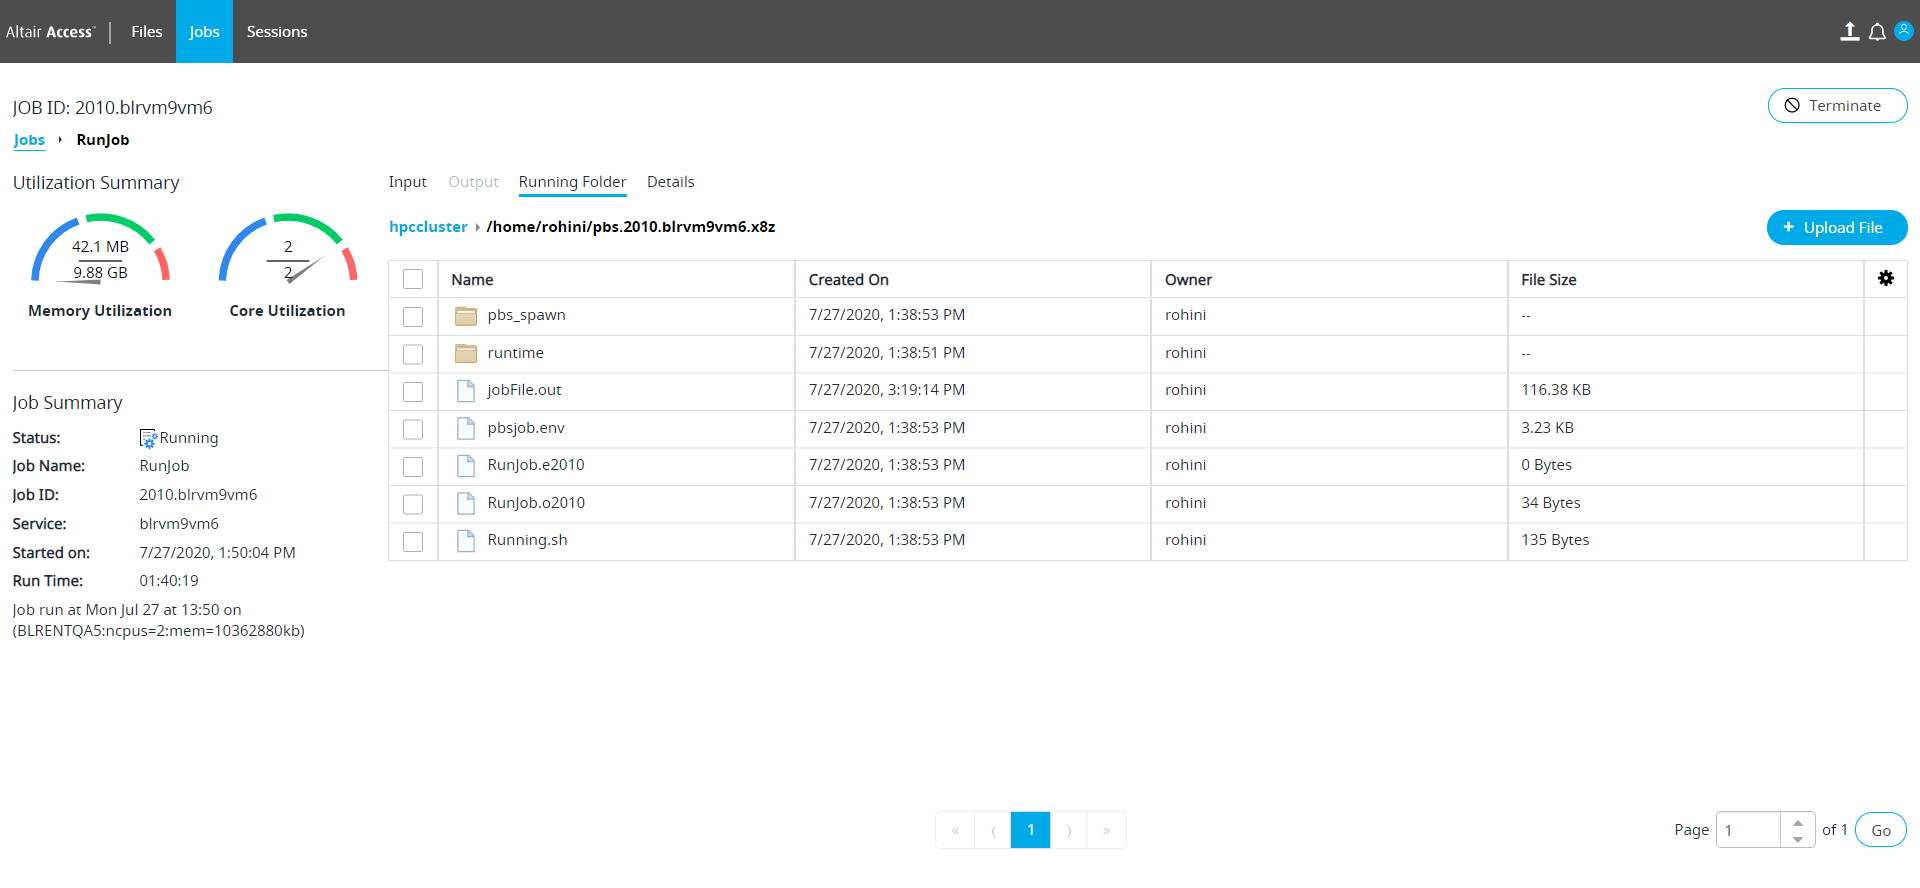 Altair Access™ Files Jobs Sessions
JOB ID: 2010.blrvm9vm6
Terminate
Jobs RunJob
Utilization Summary
42.1 MB
9.88 GB
Memory Utilization
2
2
Core Utilization
Job Summary
Status: Running
Job Name: RunJob
Job ID: 2010.blrvm9vm6
Service: blrvm9vm6
Started on: 7/27/2020, 1:50:04 PM
Run Time: 01:40:19
Job run at Mon Jul 27 at 13:50 on
(BLRENTQA5:ncpus=2:mem=10362880kb)
Input Output Running Folder Details
hpccluster /home/rohini/pbs.2010.blrvm9vm6.x8z
+ Upload File
Name Created On Owner File Size
pbs_spawn 7/27/2020, 1:38:53 PM rohini --
runtime 7/27/2020, 1:38:51 PM rohini --
jobFile.out 7/27/2020, 3:19:14 PM rohini 116.38 KB
pbsjob.env 7/27/2020, 1:38:53 PM rohini 3.23 KB
RunJob.e2010 7/27/2020, 1:38:53 PM rohini 0 Bytes
RunJob.o2010 7/27/2020, 1:38:53 PM rohini 34 Bytes
Running.sh 7/27/2020, 1:38:53 PM rohini 135 Bytes
« ⟨ 1 ⟩ »
Page 1 of 1 Go